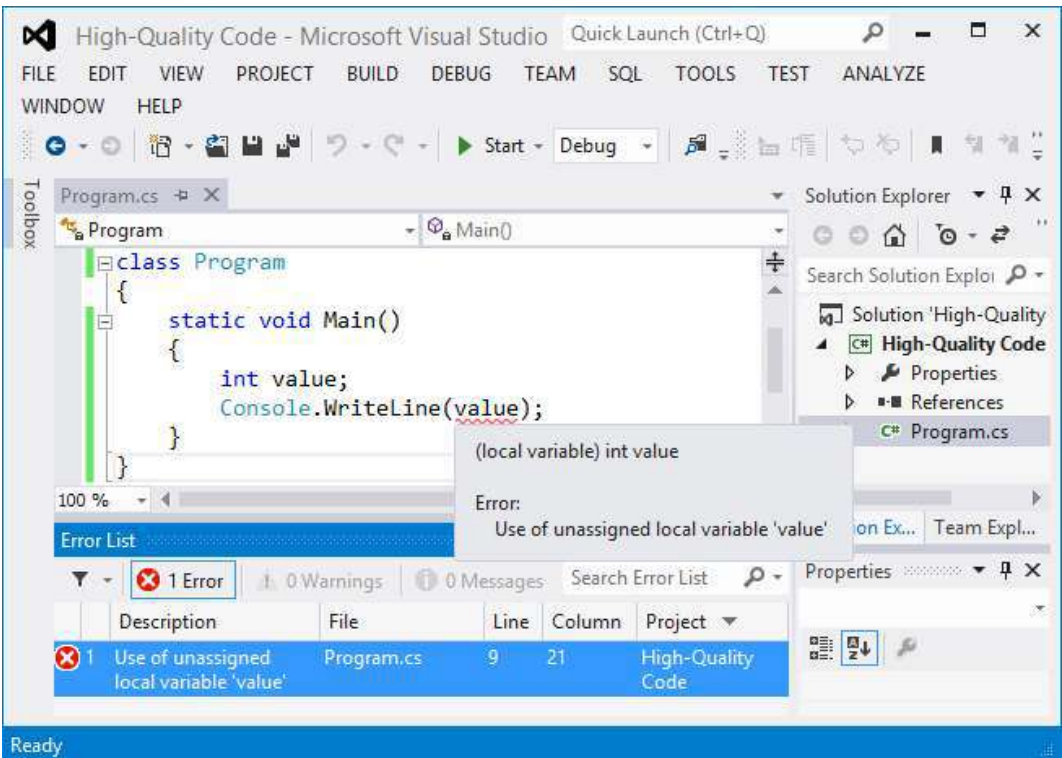 High-Quality Code - Microsoft Visual Studio
Quick Launch (Ctrl+Q)
FILE EDIT VIEW PROJECT BUILD DEBUG TEAM SQL TOOLS TEST ANALYZE
WINDOW HELP
Start Debug
Toolbox
Program.cs
Program
Main()
class Program
{
static void Main()
{
int value;
Console.WriteLine(value);
}
}
(local variable) int value
Error:
Use of unassigned local variable 'value'
100 %
Solution Explorer
Search Solution Explor
Solution 'High-Quality
C# High-Quality Code
Properties
References
C# Program.cs
on Ex... Team Expl...
Error List
1 Error 0 Warnings 0 Messages Search Error List
Description File Line Column Project
1 Use of unassigned local variable 'value' Program.cs 9 21 High-Quality Code
Properties
Ready